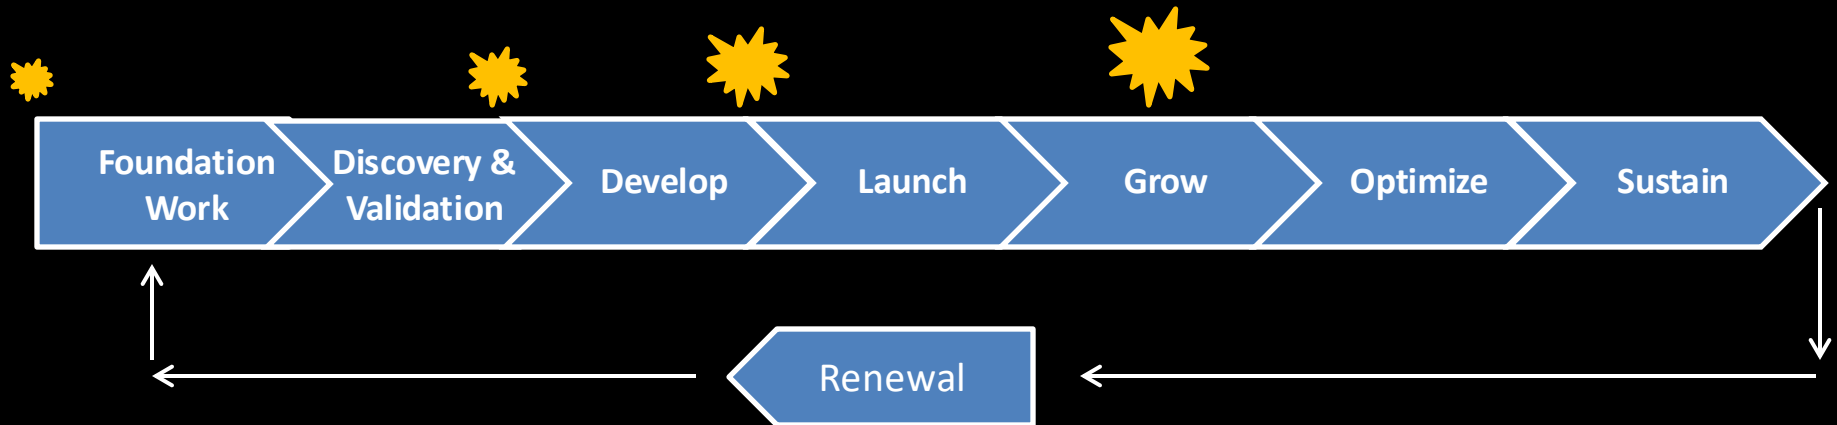 Foundation
Work
Discovery &
Validation
Develop
Launch
Grow
Optimize
Sustain
Renewal